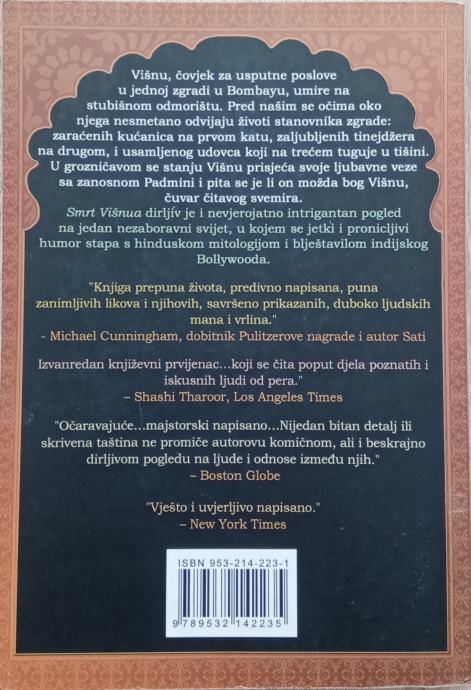 Višnu, čovjek za usputne poslove
u jednoj zgradi u Bombayu, umire na
stubišnom odmorištu. Pred našim se očima oko
njega nesmetano odvijaju životi stanovnika zgrade:
zaraćenih kućanica na prvom katu, zaljubljenih tinejdžera
na drugom, i usamljenog udovca koji na trećem tuguje u tišini.
U grozničavom se stanju Višnu prisjeća svoje ljubavne veze
sa zanosnom Padmini i pita se je li on možda bog Višnu,
čuvar čitavog svemira.
Smrt Višnua dirljiv je i nevjerojatno intrigantan pogled
na jedan nezaboravni svijet, u kojem se jetki i pronicljivi
humor stapa s hinduskom mitologijom i blještavilom indijskog
Bollywooda.
"Knjiga prepuna života, predivno napisana, puna
zanimljivih likova i njihovih, savršeno prikazanih, duboko ljudskih
mana i vrlina."
- Michael Cunningham, dobitnik Pulitzerove nagrade i autor Sati
Izvanredan književni prvijenac...koji se čita poput djela poznatih i
iskusnih ljudi od pera."
– Shashi Tharoor, Los Angeles Times
"Očaravajuće...majstorski napisano...Nijedan bitan detalj ili
skrivena taština ne promiče autorovu komičnom, ali i beskrajno
dirljivom pogledu na ljude i odnose između njih."
– Boston Globe
"Vješto i uvjerljivo napisano."
– New York Times
ISBN 953-214-223-1
9 789532 142235